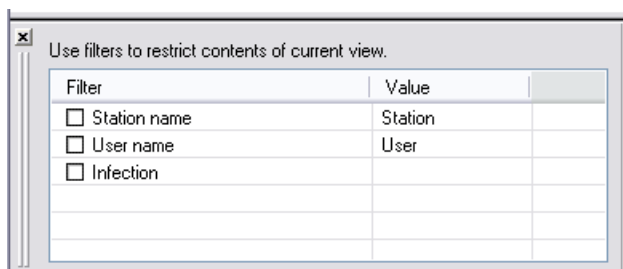 Use filters to restrict contents of current view.
Filter Value
Station name Station
User name User
Infection